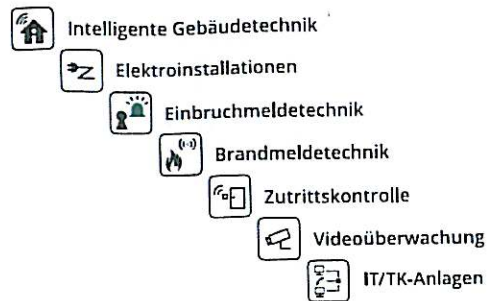 Intelligente Gebäudetechnik
Elektroinstallationen
Einbruchmeldetechnik
Brandmeldetechnik
Zutrittskontrolle
Videoüberwachung
IT/TK-Anlagen